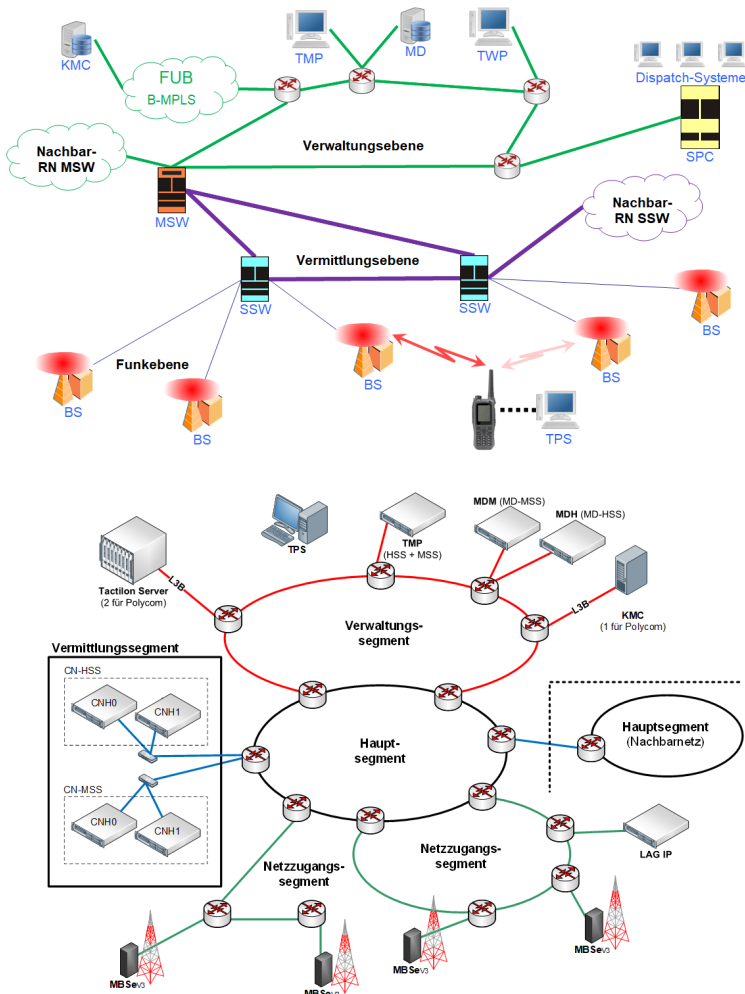 KMC
FUB
B-MPLS
TMP
MD
TWP
Dispatch-Systeme
SPC
Nachbar-
RN MSW
Verwaltungsebene
MSW
Nachbar-
RN SSW
Vermittlungsebene
SSW
SSW
BS
Funkebene
BS
BS
BS
BS
TPS
Tactilon Server
(2 für Polycom)
L3B
TPS
TMP
(HSS + MSS)
MDM (MD-MSS)
MDH (MD-HSS)
L3B
KMC
(1 für Polycom)
Verwaltungs-
segment
Vermittlungssegment
CN-HSS
CNH0
CNH1
CN-MSS
CNH0
CNH1
Haupt-
segment
Hauptsegment
(Nachbarnetz)
Netzzugangs-
segment
Netzzugangs-
segment
LAG IP
MBSeV3
MBSeV3
MBSeV3
MBSeV3